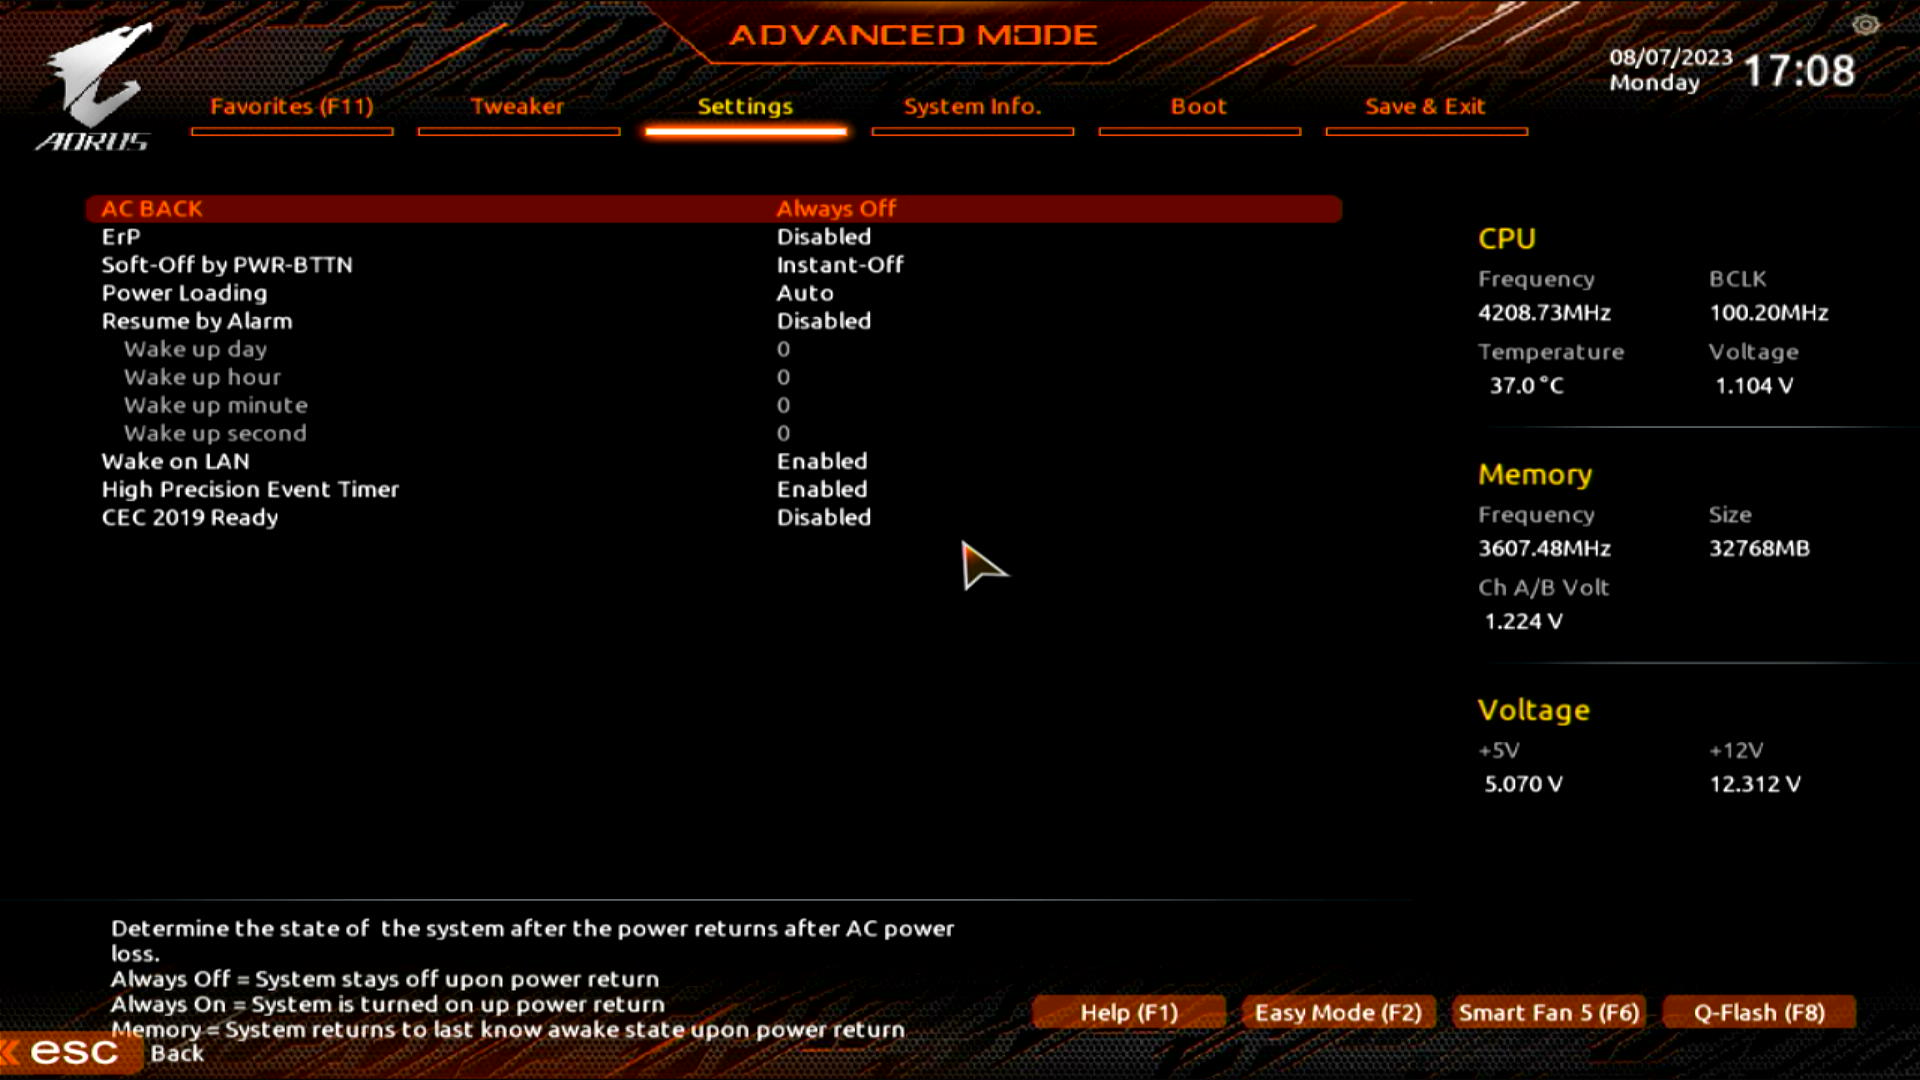 ADVANCED MODE
08/07/2023 17:08
Monday
AORUS
Favorites (F11) Tweaker Settings System Info. Boot Save & Exit
AC BACK Always Off
ErP Disabled
Soft-Off by PWR-BTTN Instant-Off
Power Loading Auto
Resume by Alarm Disabled
Wake up day 0
Wake up hour 0
Wake up minute 0
Wake up second 0
Wake on LAN Enabled
High Precision Event Timer Enabled
CEC 2019 Ready Disabled
CPU
Frequency BCLK
4208.73MHz 100.20MHz
Temperature Voltage
37.0 °C 1.104 V
Memory
Frequency Size
3607.48MHz 32768MB
Ch A/B Volt
1.224 V
Voltage
+5V +12V
5.070 V 12.312 V
Determine the state of  the system after the power returns after AC power
loss.
Always Off = System stays off upon power return
Always On = System is turned on up power return
Memory = System returns to last know awake state upon power return
Help (F1) Easy Mode (F2) Smart Fan 5 (F6) Q-Flash (F8)
esc Back